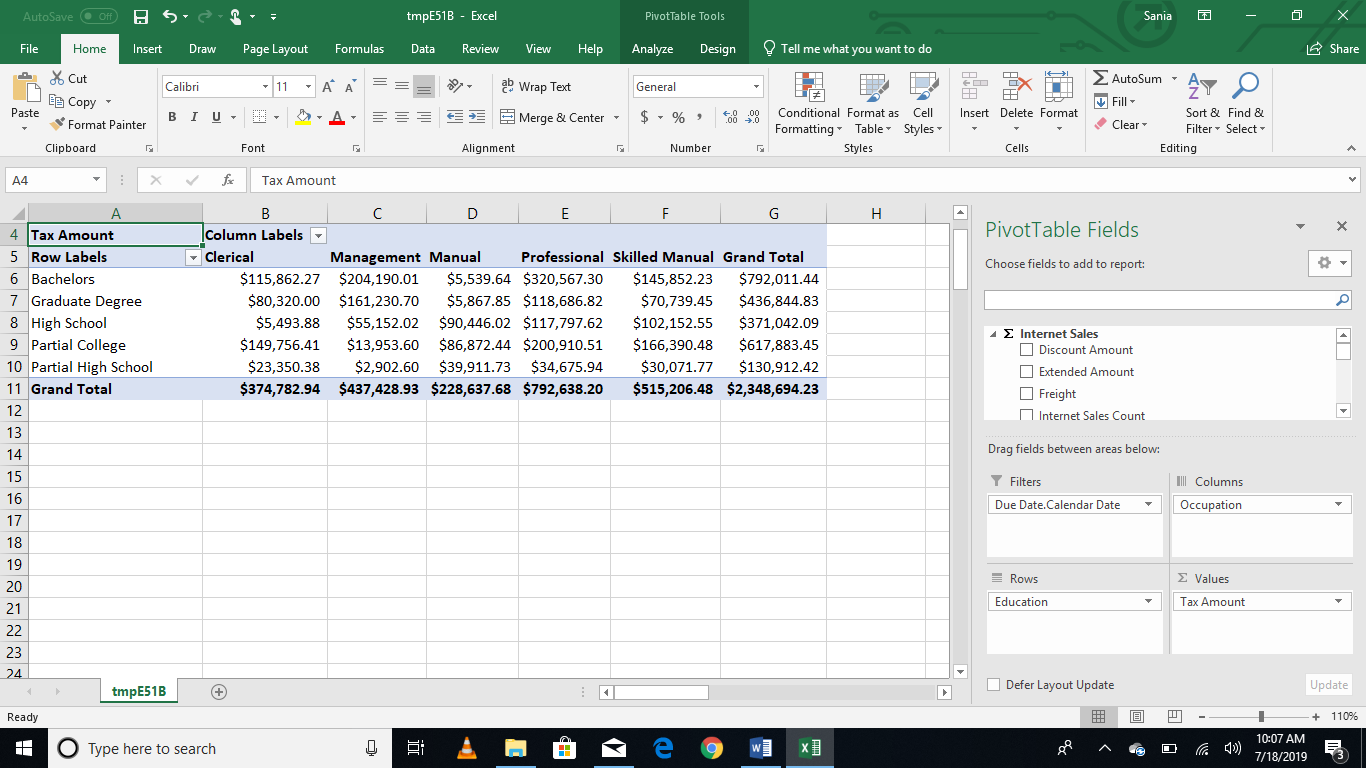 AutoSave Off tmpE51B - Excel PivotTable Tools Sania
File Home Insert Draw Page Layout Formulas Data Review View Help Analyze Design Tell me what you want to do Share
Paste Cut Copy Format Painter
Clipboard
Calibri 11
B I U A
Font
Wrap Text
Merge & Center
Alignment
General
$ % ,
Number
Conditional Formatting Format as Table Cell Styles
Styles
Insert Delete Format
Cells
AutoSum Fill Clear Sort & Filter Find & Select
Editing
A4 fx Tax Amount
A B C D E F G H
4 Tax Amount Column Labels
5 Row Labels Clerical Management Manual Professional Skilled Manual Grand Total
6 Bachelors $115,862.27 $204,190.01 $5,539.64 $320,567.30 $145,852.23 $792,011.44
7 Graduate Degree $80,320.00 $161,230.70 $5,867.85 $118,686.82 $70,739.45 $436,844.83
8 High School $5,493.88 $55,152.02 $90,446.02 $117,797.62 $102,152.55 $371,042.09
9 Partial College $149,756.41 $13,953.60 $86,872.44 $200,910.51 $166,390.48 $617,883.45
10 Partial High School $23,350.38 $2,902.60 $39,911.73 $34,675.94 $30,071.77 $130,912.42
11 Grand Total $374,782.94 $437,428.93 $228,637.68 $792,638.20 $515,206.48 $2,348,694.23
12
13
14
15
16
17
18
19
20
21
22
23
24
PivotTable Fields
Choose fields to add to report:
Σ Internet Sales
Discount Amount
Extended Amount
Freight
Internet Sales Count
Drag fields between areas below:
Filters
Due Date.Calendar Date
Columns
Occupation
Rows
Education
Σ Values
Tax Amount
Defer Layout Update Update
tmpE51B
Ready 110%
Type here to search
10:07 AM
7/18/2019
3